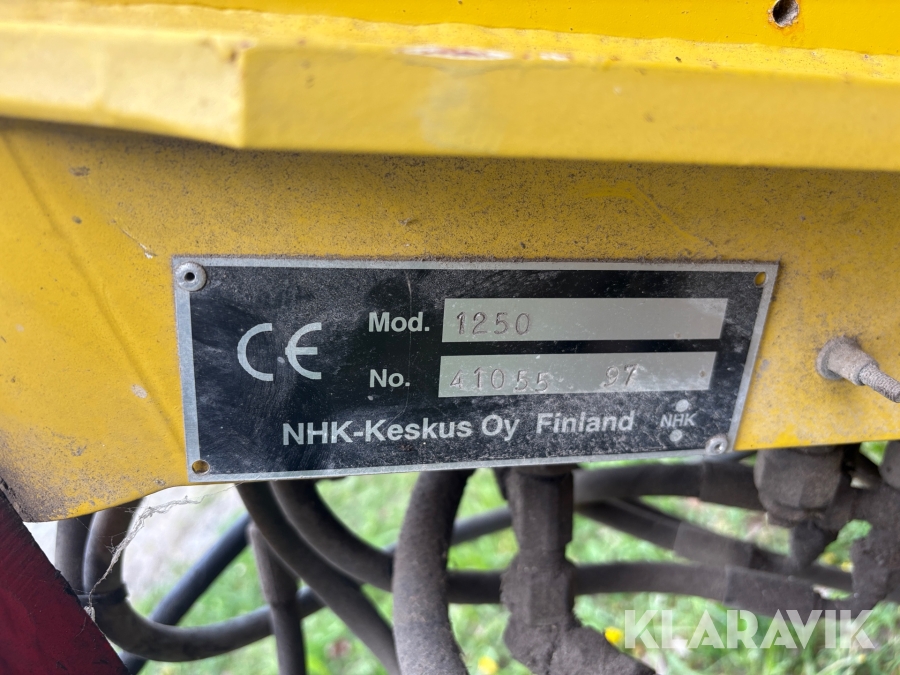 CE
Mod. 1250
No. 41055 97
NHK-Keskus Oy Finland NHK
KLARAVIK